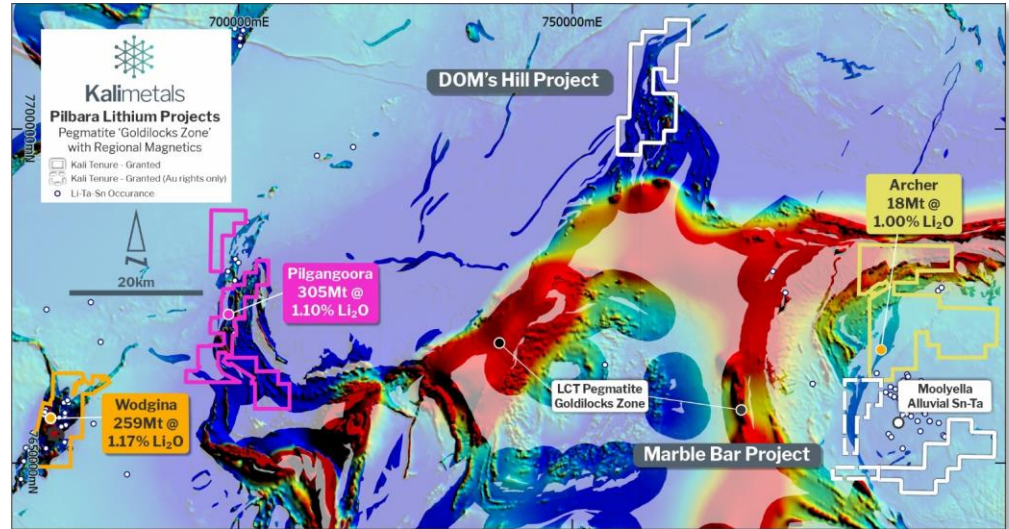 700000mE
750000mE
7700000mN
7650000mN
Kalimetals
Pilbara Lithium Projects
Pegmatite 'Goldilocks Zone'
with Regional Magnetics
Kali Tenure - Granted
Kali Tenure - Granted (Au rights only)
Li-Ta-Sn Occurance
20km
DOM's Hill Project
Archer
18Mt @
1.00% Li₂O
Pilgangoora
305Mt @
1.10% Li₂O
Wodgina
259Mt @
1.17% Li₂O
LCT Pegmatite
Goldilocks Zone
Moolyella
Alluvial Sn-Ta
Marble Bar Project